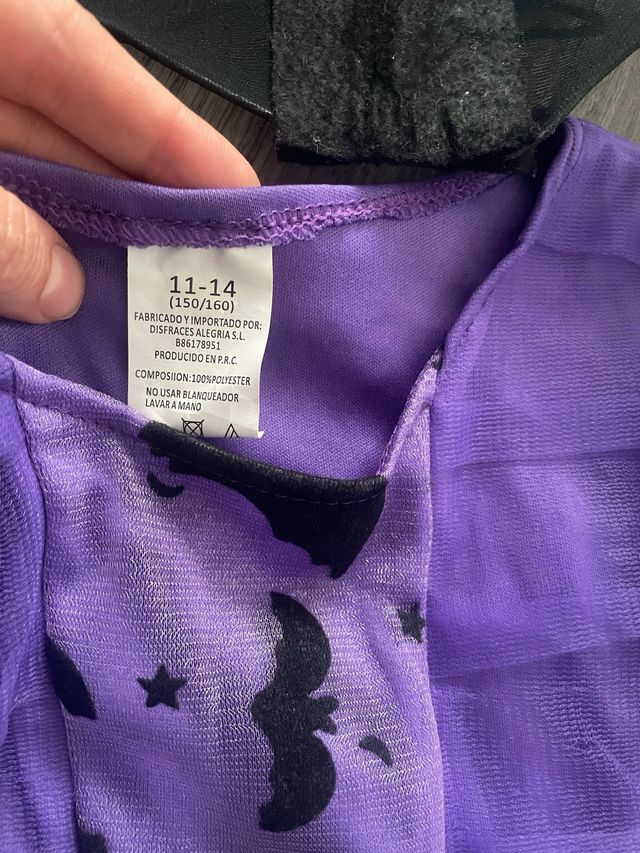 11-14
(150/160)
FABRICADO Y IMPORTADO POR:
DISFRACES ALEGRIA S.L.
B86178951
PRODUCIDO EN P.R.C.
COMPOSIION:100%POLYESTER
NO USAR BLANQUEADOR
LAVAR A MANO